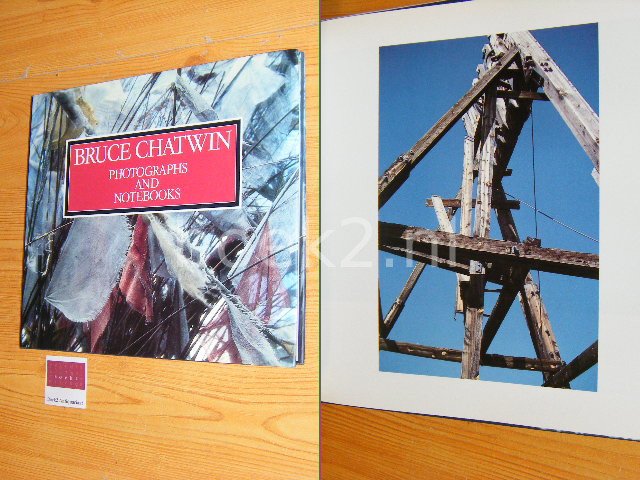 BRUCE CHATWIN
PHOTOGRAPHS
AND
NOTEBOOKS